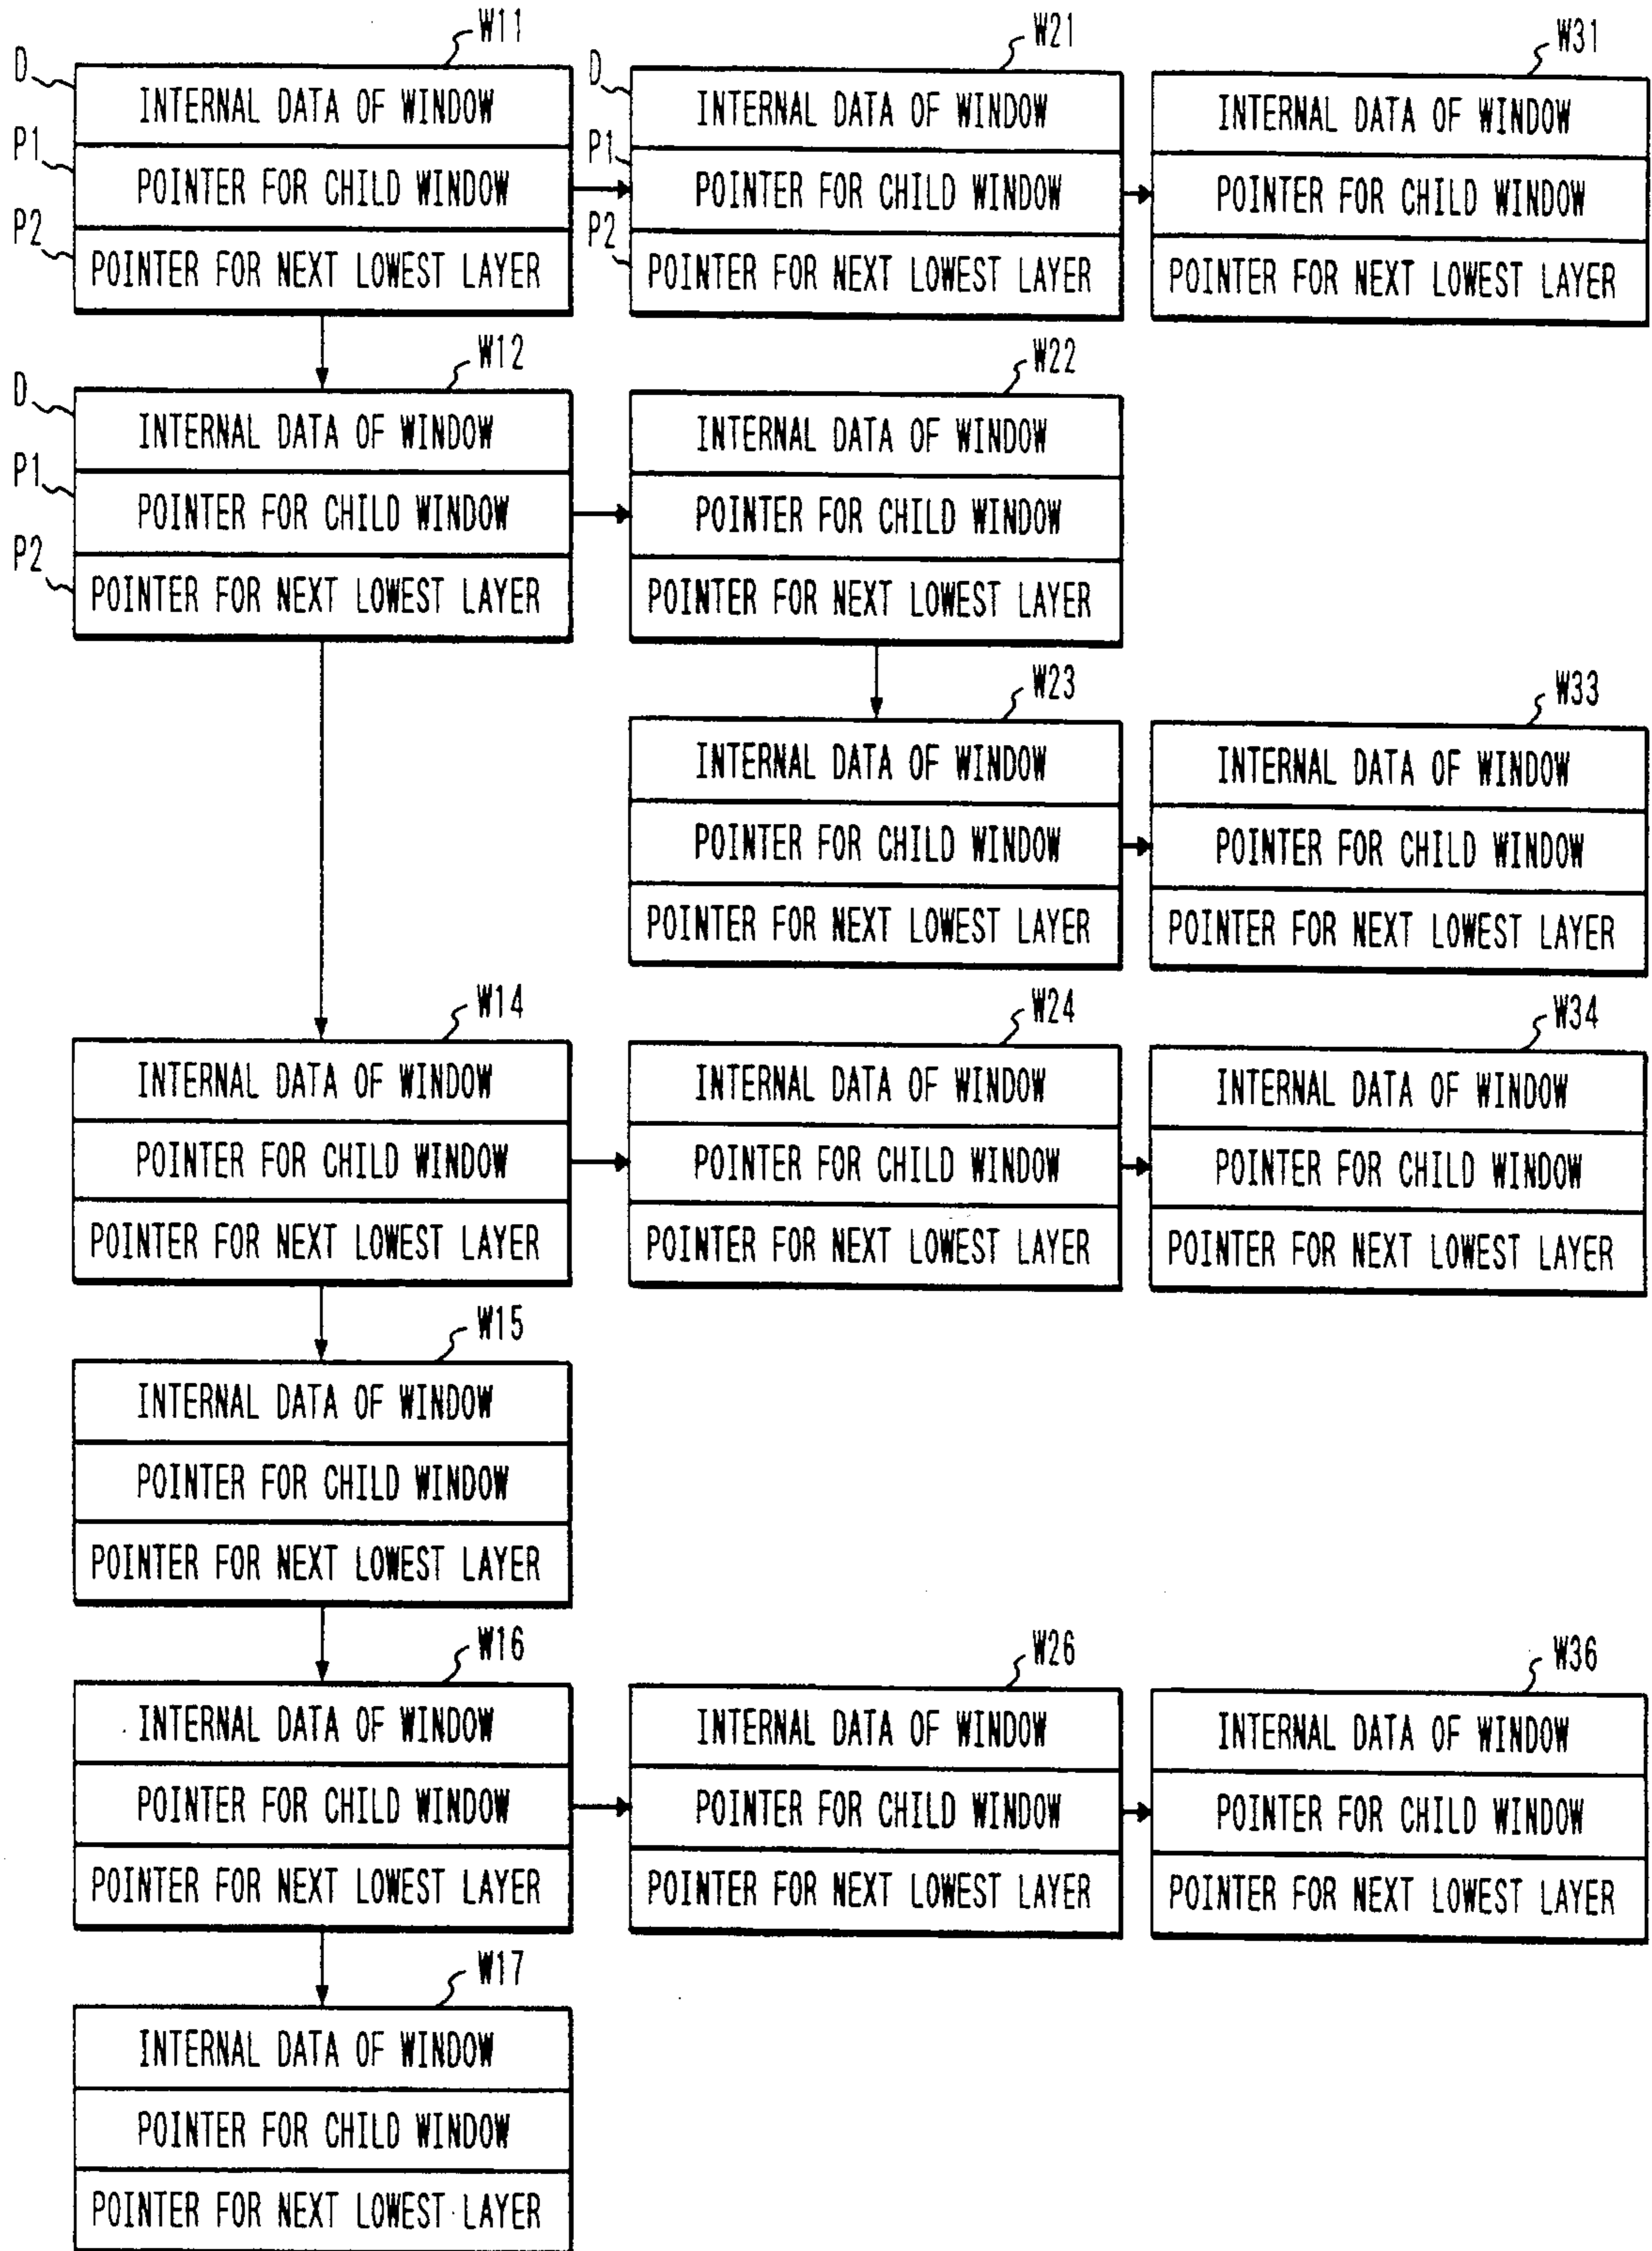 W11
D
INTERNAL DATA OF WINDOW
P1
POINTER FOR CHILD WINDOW
P2
POINTER FOR NEXT LOWEST LAYER
W21
D
INTERNAL DATA OF WINDOW
P1
POINTER FOR CHILD WINDOW
P2
POINTER FOR NEXT LOWEST LAYER
W31
INTERNAL DATA OF WINDOW
POINTER FOR CHILD WINDOW
POINTER FOR NEXT LOWEST LAYER
W12
D
INTERNAL DATA OF WINDOW
P1
POINTER FOR CHILD WINDOW
P2
POINTER FOR NEXT LOWEST LAYER
W22
INTERNAL DATA OF WINDOW
POINTER FOR CHILD WINDOW
POINTER FOR NEXT LOWEST LAYER
W23
INTERNAL DATA OF WINDOW
POINTER FOR CHILD WINDOW
POINTER FOR NEXT LOWEST LAYER
W33
INTERNAL DATA OF WINDOW
POINTER FOR CHILD WINDOW
POINTER FOR NEXT LOWEST LAYER
W14
INTERNAL DATA OF WINDOW
POINTER FOR CHILD WINDOW
POINTER FOR NEXT LOWEST LAYER
W24
INTERNAL DATA OF WINDOW
POINTER FOR CHILD WINDOW
POINTER FOR NEXT LOWEST LAYER
W34
INTERNAL DATA OF WINDOW
POINTER FOR CHILD WINDOW
POINTER FOR NEXT LOWEST LAYER
W15
INTERNAL DATA OF WINDOW
POINTER FOR CHILD WINDOW
POINTER FOR NEXT LOWEST LAYER
W16
INTERNAL DATA OF WINDOW
POINTER FOR CHILD WINDOW
POINTER FOR NEXT LOWEST LAYER
W26
INTERNAL DATA OF WINDOW
POINTER FOR CHILD WINDOW
POINTER FOR NEXT LOWEST LAYER
W36
INTERNAL DATA OF WINDOW
POINTER FOR CHILD WINDOW
POINTER FOR NEXT LOWEST LAYER
W17
INTERNAL DATA OF WINDOW
POINTER FOR CHILD WINDOW
POINTER FOR NEXT LOWEST LAYER